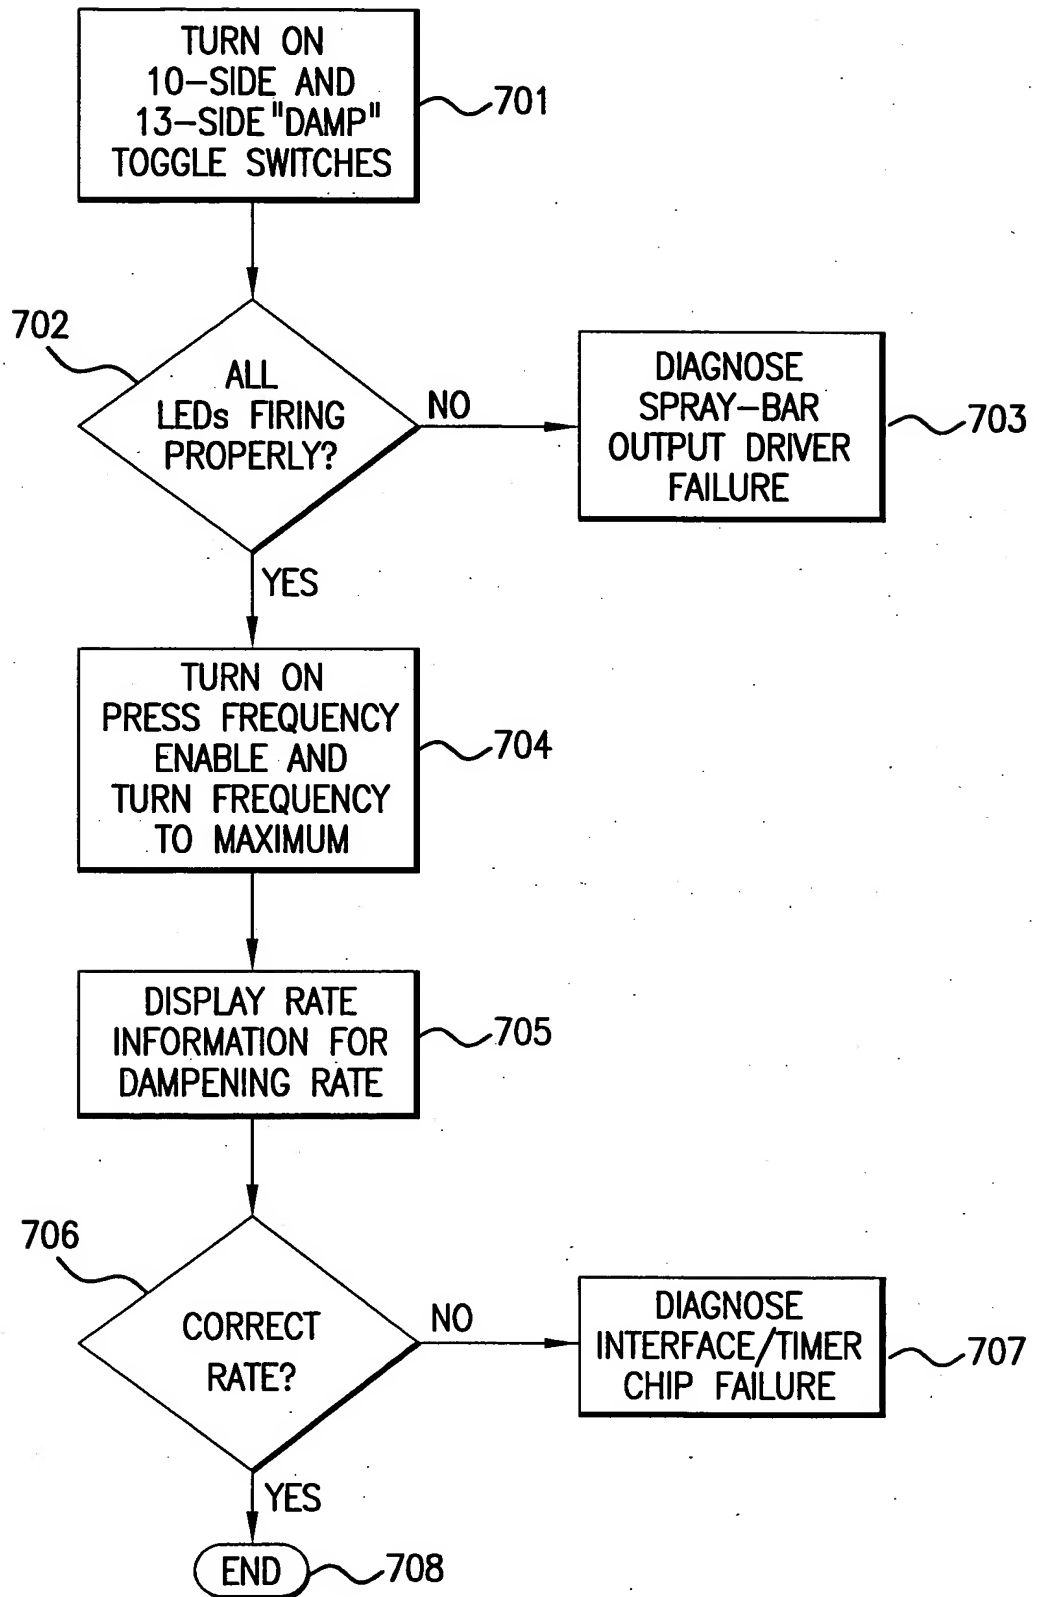 TURN ON
10-SIDE AND
13-SIDE "DAMP"
TOGGLE SWITCHES
701
702
ALL
LEDs FIRING
PROPERLY?
NO
DIAGNOSE
SPRAY-BAR
OUTPUT DRIVER
FAILURE
703
YES
TURN ON
PRESS FREQUENCY
ENABLE AND
TURN FREQUENCY
TO MAXIMUM
704
DISPLAY RATE
INFORMATION FOR
DAMPENING RATE
705
706
CORRECT
RATE?
NO
DIAGNOSE
INTERFACE/TIMER
CHIP FAILURE
707
YES
END
708